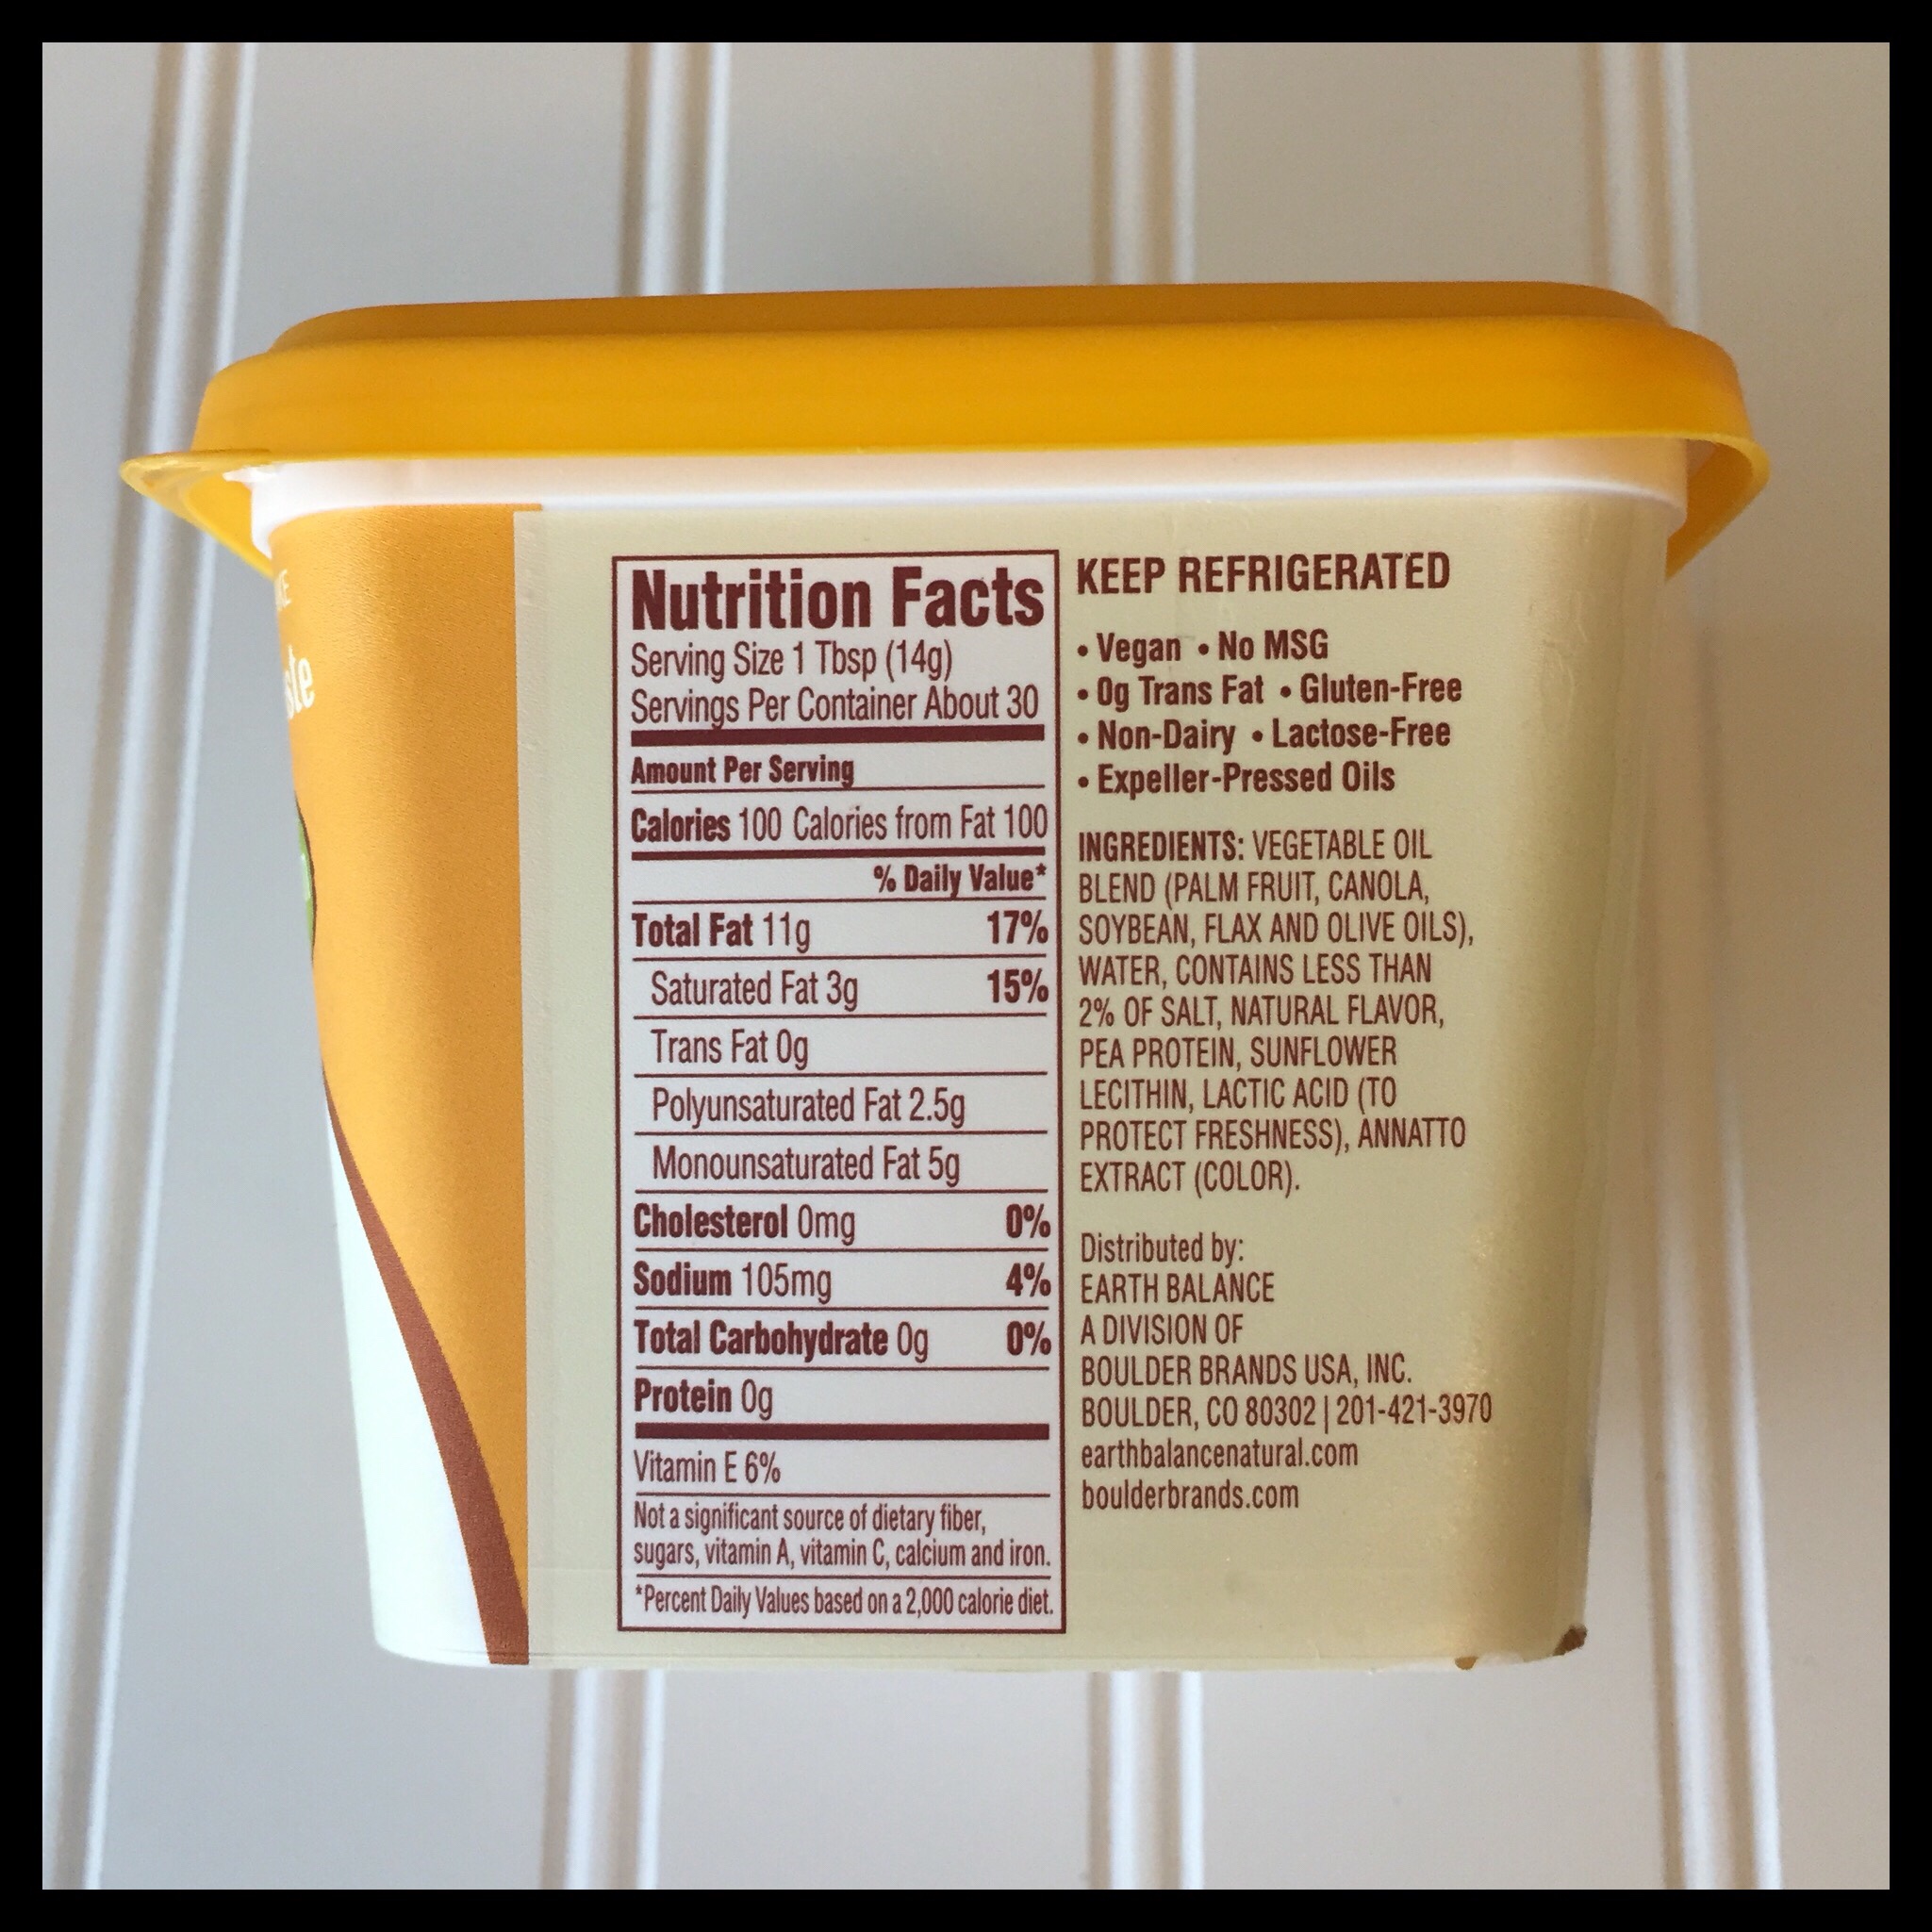 Nutrition Facts
Serving Size 1 Tbsp (14g)
Servings Per Container About 30
Amount Per Serving
Calories 100 Calories from Fat 100
% Daily Value*
Total Fat 11g 17%
Saturated Fat 3g 15%
Trans Fat 0g
Polyunsaturated Fat 2.5g
Monounsaturated Fat 5g
Cholesterol 0mg 0%
Sodium 105mg 4%
Total Carbohydrate 0g 0%
Protein 0g
Vitamin E 6%
Not a significant source of dietary fiber,
sugars, vitamin A, vitamin C, calcium and iron.
*Percent Daily Values based on a 2,000 calorie diet.
KEEP REFRIGERATED
• Vegan • No MSG
• 0g Trans Fat • Gluten-Free
• Non-Dairy • Lactose-Free
• Expeller-Pressed Oils
INGREDIENTS: VEGETABLE OIL
BLEND (PALM FRUIT, CANOLA,
SOYBEAN, FLAX AND OLIVE OILS),
WATER, CONTAINS LESS THAN
2% OF SALT, NATURAL FLAVOR,
PEA PROTEIN, SUNFLOWER
LECITHIN, LACTIC ACID (TO
PROTECT FRESHNESS), ANNATTO
EXTRACT (COLOR).
Distributed by:
EARTH BALANCE
A DIVISION OF
BOULDER BRANDS USA, INC.
BOULDER, CO 80302 | 201-421-3970
earthbalancenatural.com
boulderbrands.com